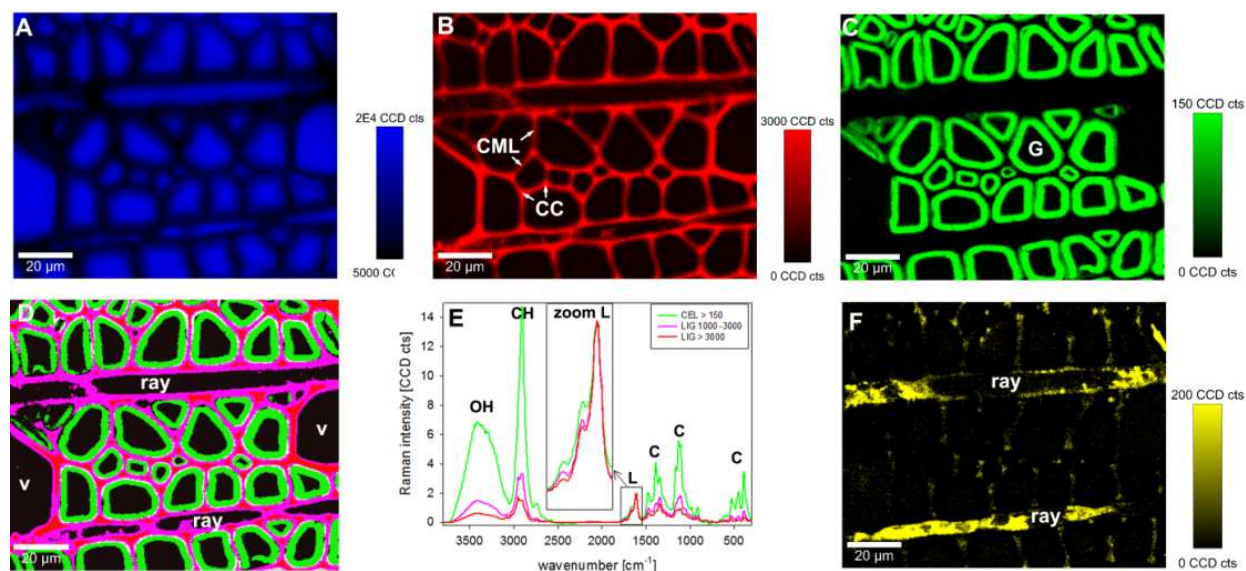 A
2E4 CCD cts
5000 C(
20 µm
B
CML
CC
3000 CCD cts
0 CCD cts
20 µm
C
G
150 CCD cts
0 CCD cts
20 µm
D
ray
v
v
ray
20 µm
E
CH
zoom L
CEL > 150
LIG 1000 -3000
LIG > 3000
OH
L
C
C
C
Raman intensity [CCD cts]
14
12
10
8
6
4
2
0
3500
3000
2500
2000
1500
1000
500
wavenumber [cm⁻¹]
F
ray
ray
200 CCD cts
0 CCD cts
20 µm